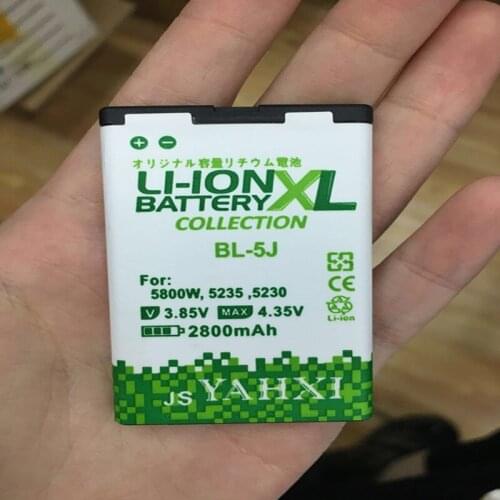 オリジナル容量リチウム電池
LI-ION XL
BATTERY
COLLECTION
BL-5J
For:
5800W, 5235 ,5230
V 3.85V MAX 4.35V
2800mAh
CE
Li-ion
JS YAHXI